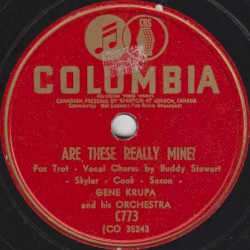 CBS
COLUMBIA
CANADIAN PRESSING BY SPARTON AT LONDON, CANADA
ARE THESE REALLY MINE?
Fox Trot - Vocal Chorus by Buddy Stewart
- Skylar - Cook - Saxon -
GENE KRUPA
and his ORCHESTRA
C773
(CO 35243